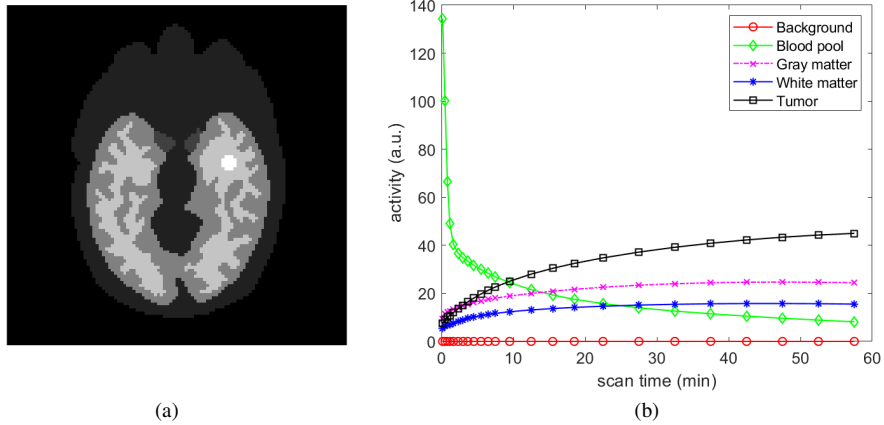 140
120
100
80
60
40
20
0
activity (a.u.)
Background
Blood pool
Gray matter
White matter
Tumor
0 10 20 30 40 50 60
scan time (min)
(a) (b)